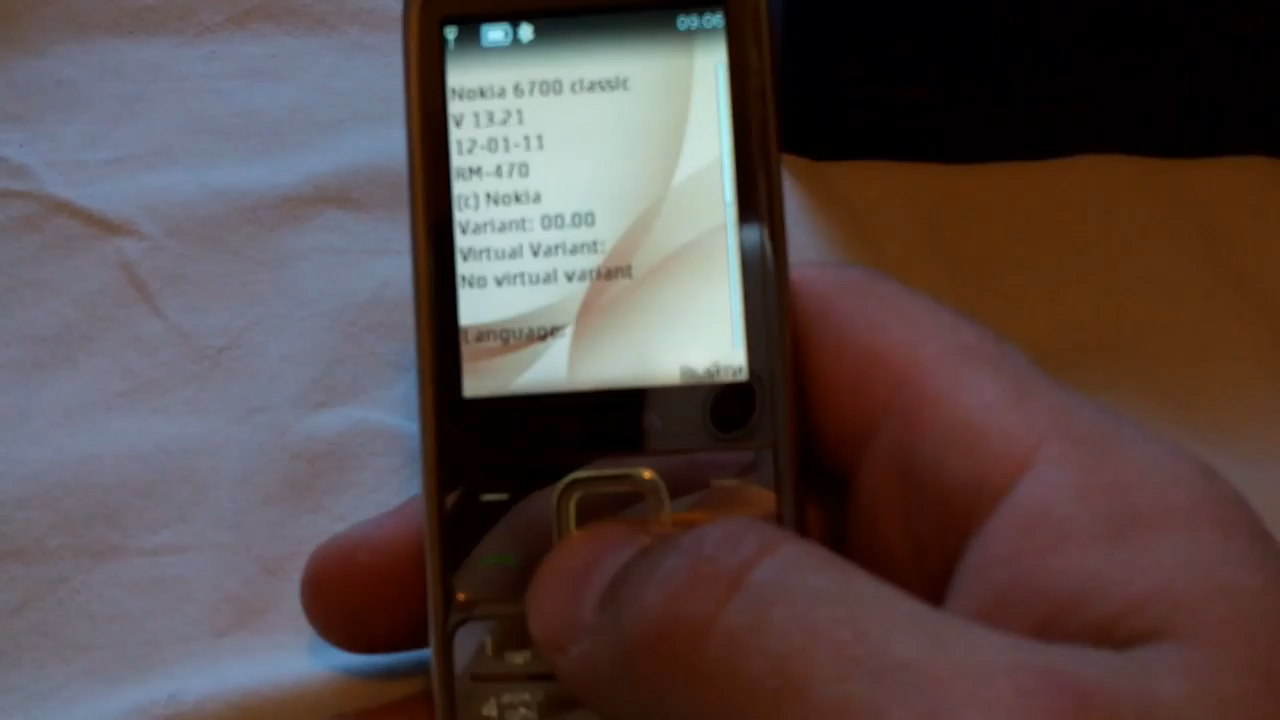 09:06
Nokia 6700 classic
V 13.21
12-01-11
RM-470
(c) Nokia
Variant: 00.00
Virtual Variant:
No virtual variant
Language:
Выйти